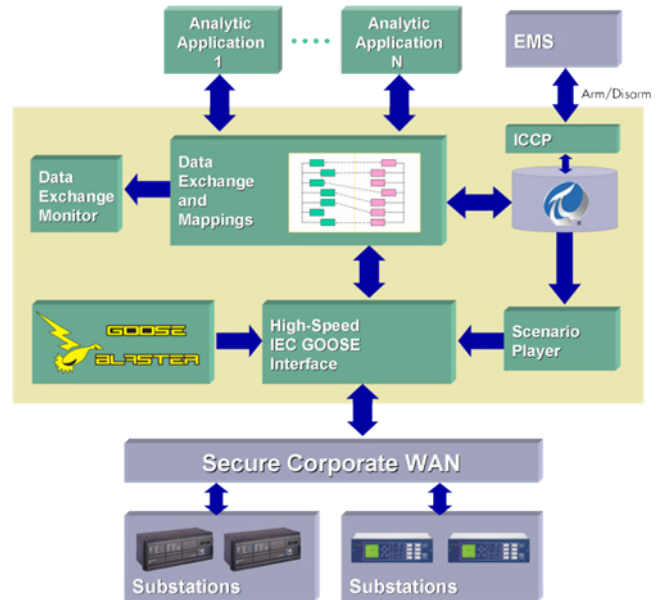 Analytic
Application
1
Analytic
Application
N
EMS
Arm/Disarm
ICCP
Data
Exchange
Monitor
Data
Exchange
and
Mappings
GOOSE
BLASTER
High-Speed
IEC GOOSE
Interface
Scenario
Player
Secure Corporate WAN
Substations
Substations